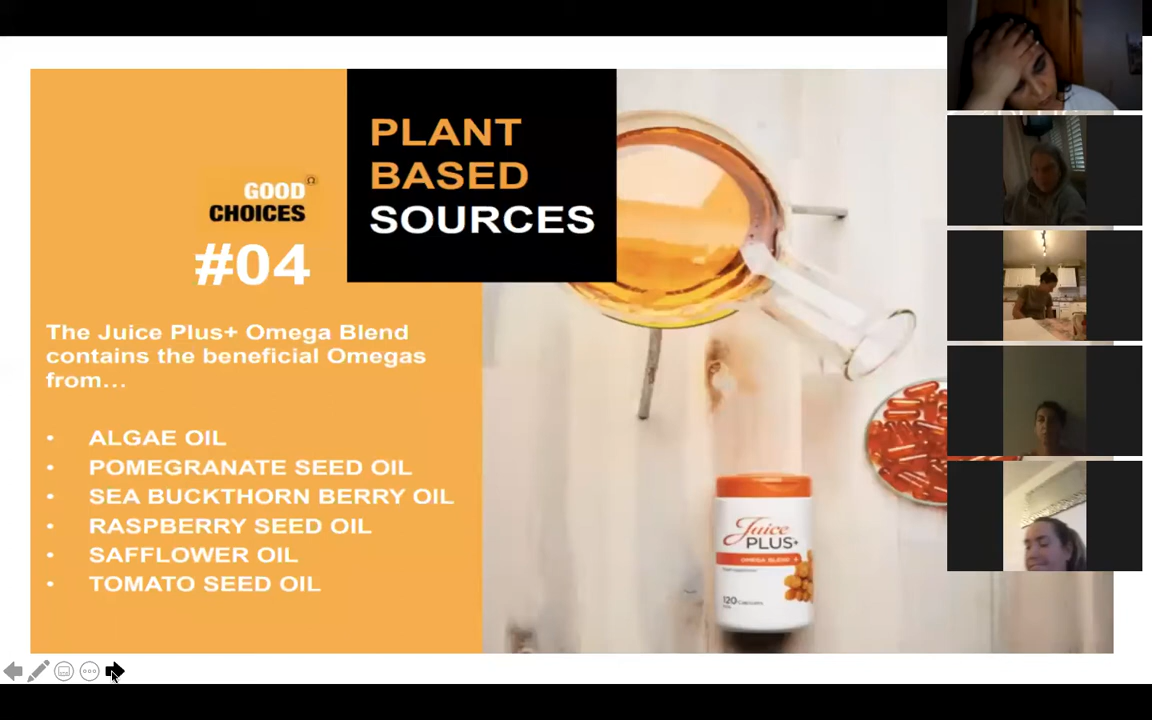 PLANT
BASED
SOURCES
GOOD
CHOICES
#04
The Juice Plus+ Omega Blend
contains the beneficial Omegas
from...
• ALGAE OIL
• POMEGRANATE SEED OIL
• SEA BUCKTHORN BERRY OIL
• RASPBERRY SEED OIL
• SAFFLOWER OIL
• TOMATO SEED OIL
Juice
PLUS+
OMEGA BLEND
120 Capsules